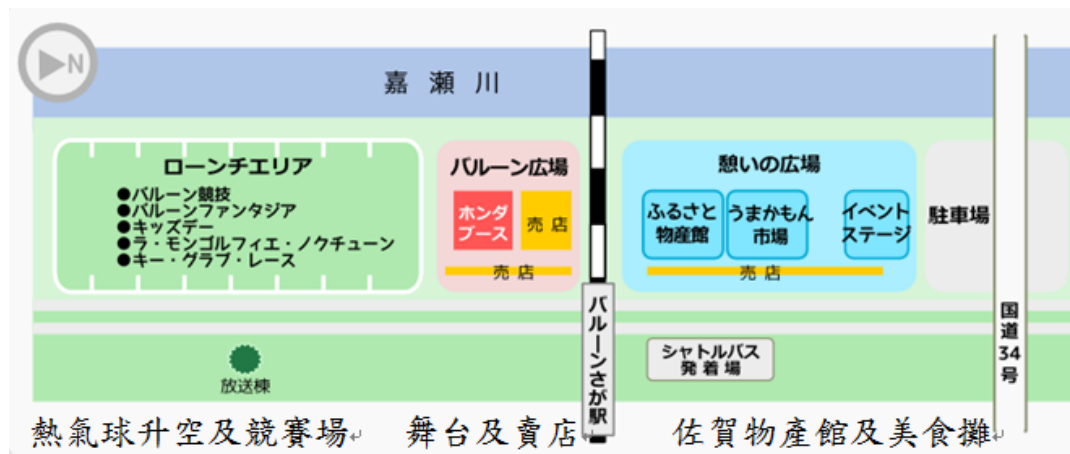 N
嘉瀬川
ローンチエリア
●バルーン競技
●バルーンファンタジア
●キッズデー
●ラ・モンゴルフィエ・ノクチューン
●キー・グラブ・レース
バルーン広場
ホンダ
ブース
売店
売店
憩いの広場
ふるさと
物産館
うまかもん
市場
イベント
ステージ
売店
駐車場
国道34号
バルーンさが駅
シャトルバス
発着場
放送棟
熱氣球升空及競賽場
舞台及賣店
佐賀物產館及美食攤